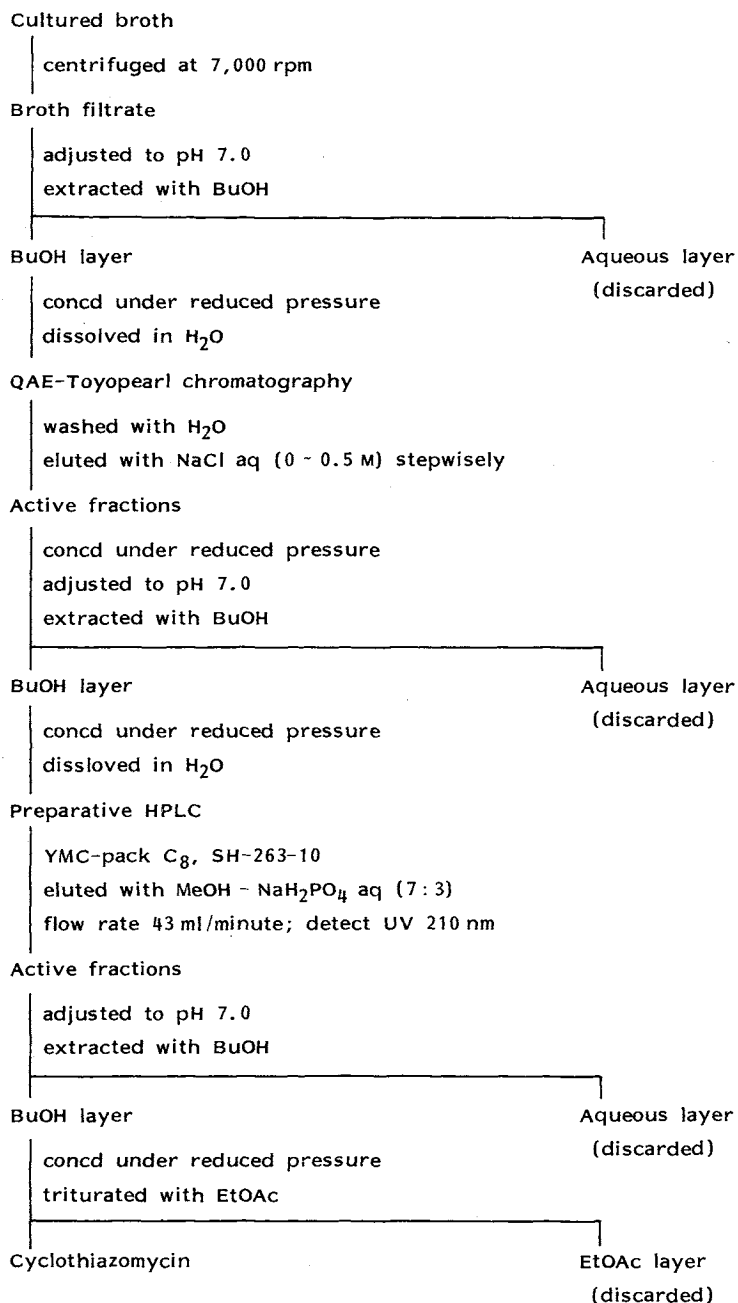 Cultured broth
centrifuged at 7,000 rpm
Broth filtrate
adjusted to pH 7.0
extracted with BuOH
BuOH layer
Aqueous layer
(discarded)
concd under reduced pressure
dissolved in H₂O
QAE-Toyopearl chromatography
washed with H₂O
eluted with NaCl aq (0 ~ 0.5 M) stepwisely
Active fractions
concd under reduced pressure
adjusted to pH 7.0
extracted with BuOH
BuOH layer
Aqueous layer
(discarded)
concd under reduced pressure
dissloved in H₂O
Preparative HPLC
YMC-pack C₈, SH-263-10
eluted with MeOH - NaH₂PO₄ aq (7 : 3)
flow rate 43 ml/minute; detect UV 210 nm
Active fractions
adjusted to pH 7.0
extracted with BuOH
BuOH layer
Aqueous layer
(discarded)
concd under reduced pressure
triturated with EtOAc
Cyclothiazomycin
EtOAc layer
(discarded)